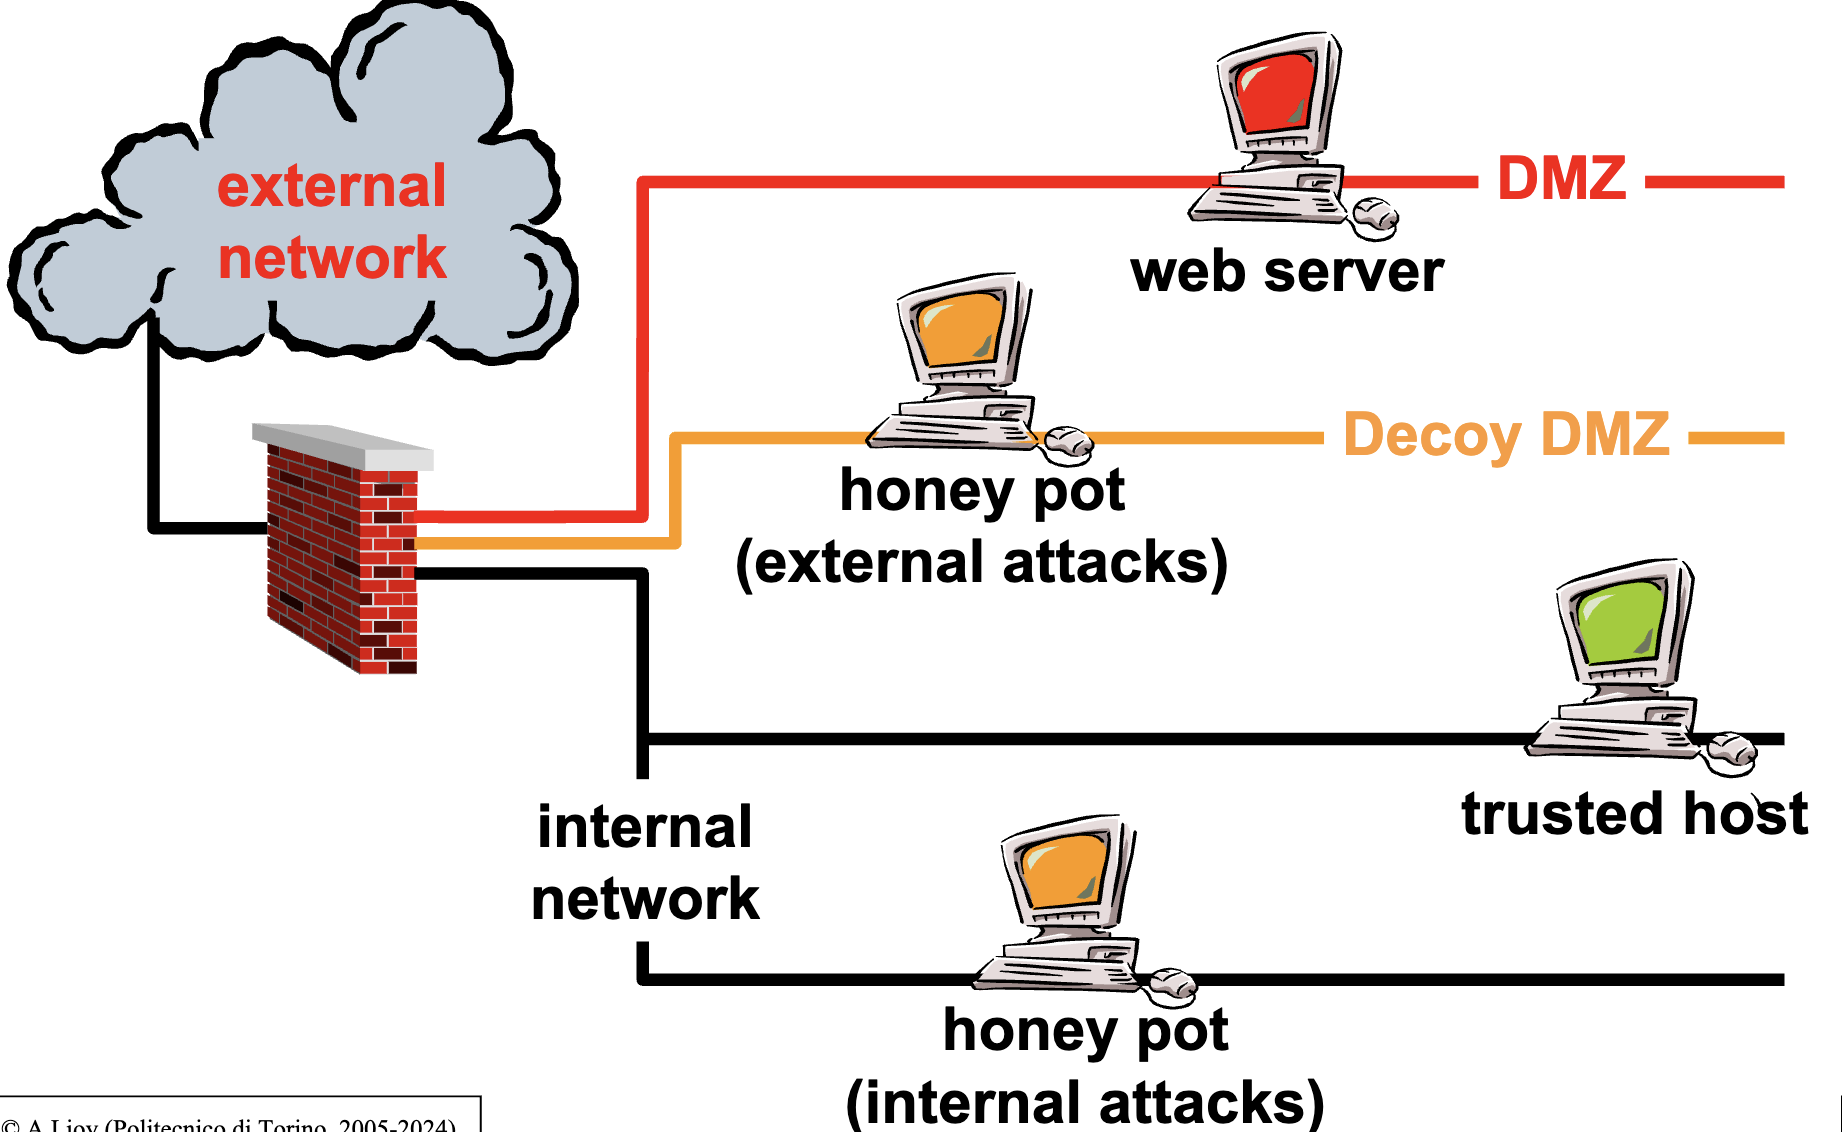 external
network
DMZ
web server
Decoy DMZ
honey pot
(external attacks)
trusted host
internal
network
honey pot
(internal attacks)
© A.Lioy (Politecnico di Torino, 2005-2024)